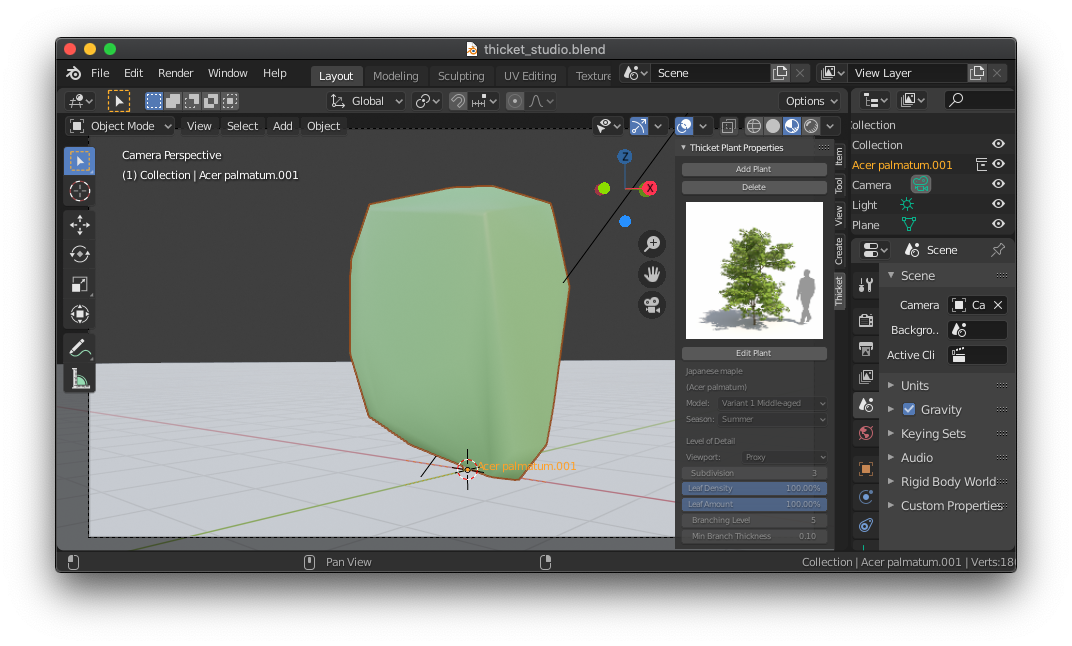 thicket_studio.blend
File Edit Render Window Help Layout Modeling Sculpting UV Editing Texture Scene View Layer
Global Options
Object Mode View Select Add Object
Camera Perspective
(1) Collection | Acer palmatum.001
Z
X
Acer palmatum.001
Thicket Plant Properties
Add Plant
Delete
Edit Plant
Japanese maple
(Acer palmatum)
Model: Variant 1 Middle-aged
Season: Summer
Level of Detail
Viewport: Proxy
Subdivision 3
Leaf Density 100.00%
Leaf Amount 100.00%
Branching Level 5
Min Branch Thickness 0.10
Item
Tool
View
Create
Thicket
ollection
Collection
Acer palmatum.001
Camera
Light
Plane
Scene
Scene
Camera Ca
Backgro..
Active Cli
Units
Gravity
Keying Sets
Audio
Rigid Body World
Custom Properties
Pan View
Collection | Acer palmatum.001 | Verts:18